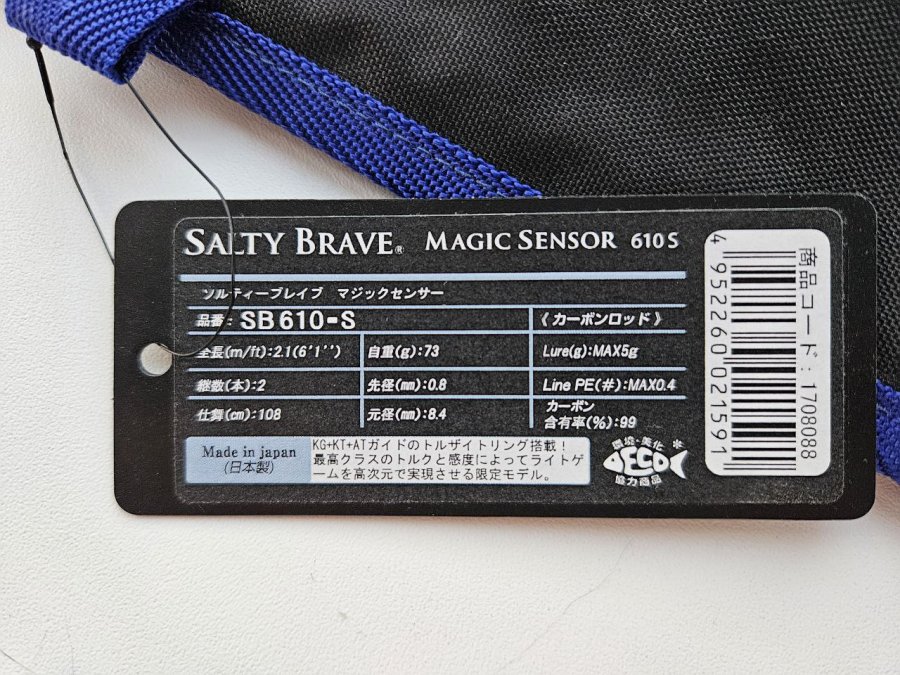 SALTY BRAVE® MAGIC SENSOR 610 S
ソルティーブレイブ マジックセンサー
品番: SB610-S 《カーボンロッド》
全長(m/ft):2.1(6'1'') 自重(g):73 Lure(g):MAX5g
継数(本):2 先径(mm):0.8 Line PE(#):MAX0.4
仕舞(cm):108 元径(mm):8.4 カーボン含有率(%):99
Made in japan
(日本製)
KG+KT+ATガイドのトルザイトリング搭載!
最高クラスのトルクと感度によってライトゲ
ームを高次元で実現させる限定モデル。
環境・美化
ECO
協力商品
商品コード:1708088
4952260021591